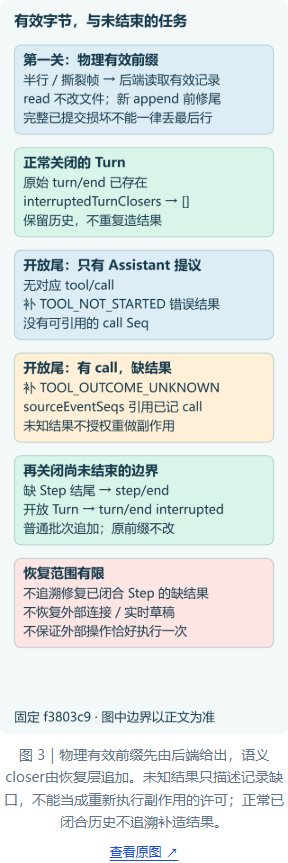 有效字节，与未结束的任务
第一关：物理有效前缀
半行 / 撕裂帧 → 后端读取有效记录
read 不改文件；新 append 前修尾
完整已提交损坏不能一律丢最后行
正常关闭的 Turn
原始 turn/end 已存在
interruptedTurnClosers → []
保留历史，不重复造结果
开放尾：只有 Assistant 提议
无对应 tool/call
补 TOOL_NOT_STARTED 错误结果
没有可引用的 call Seq
开放尾：有 call，缺结果
补 TOOL_OUTCOME_UNKNOWN
sourceEventSeqs 引用已记 call
未知结果不授权重做副作用
再关闭尚未结束的边界
缺 Step 结尾 → step/end
开放 Turn → turn/end interrupted
普通批次追加；原前缀不改
恢复范围有限
不追溯修复已闭合 Step 的缺结果
不恢复外部连接 / 实时草稿
不保证外部操作恰好执行一次
固定 f3803c9 · 图中边界以正文为准
图 3｜物理有效前缀先由后端给出，语义
closer由恢复层追加。未知结果只描述记录缺
口，不能当成重新执行副作用的许可；正常已
闭合历史不追溯补造结果。
查看原图 ↗